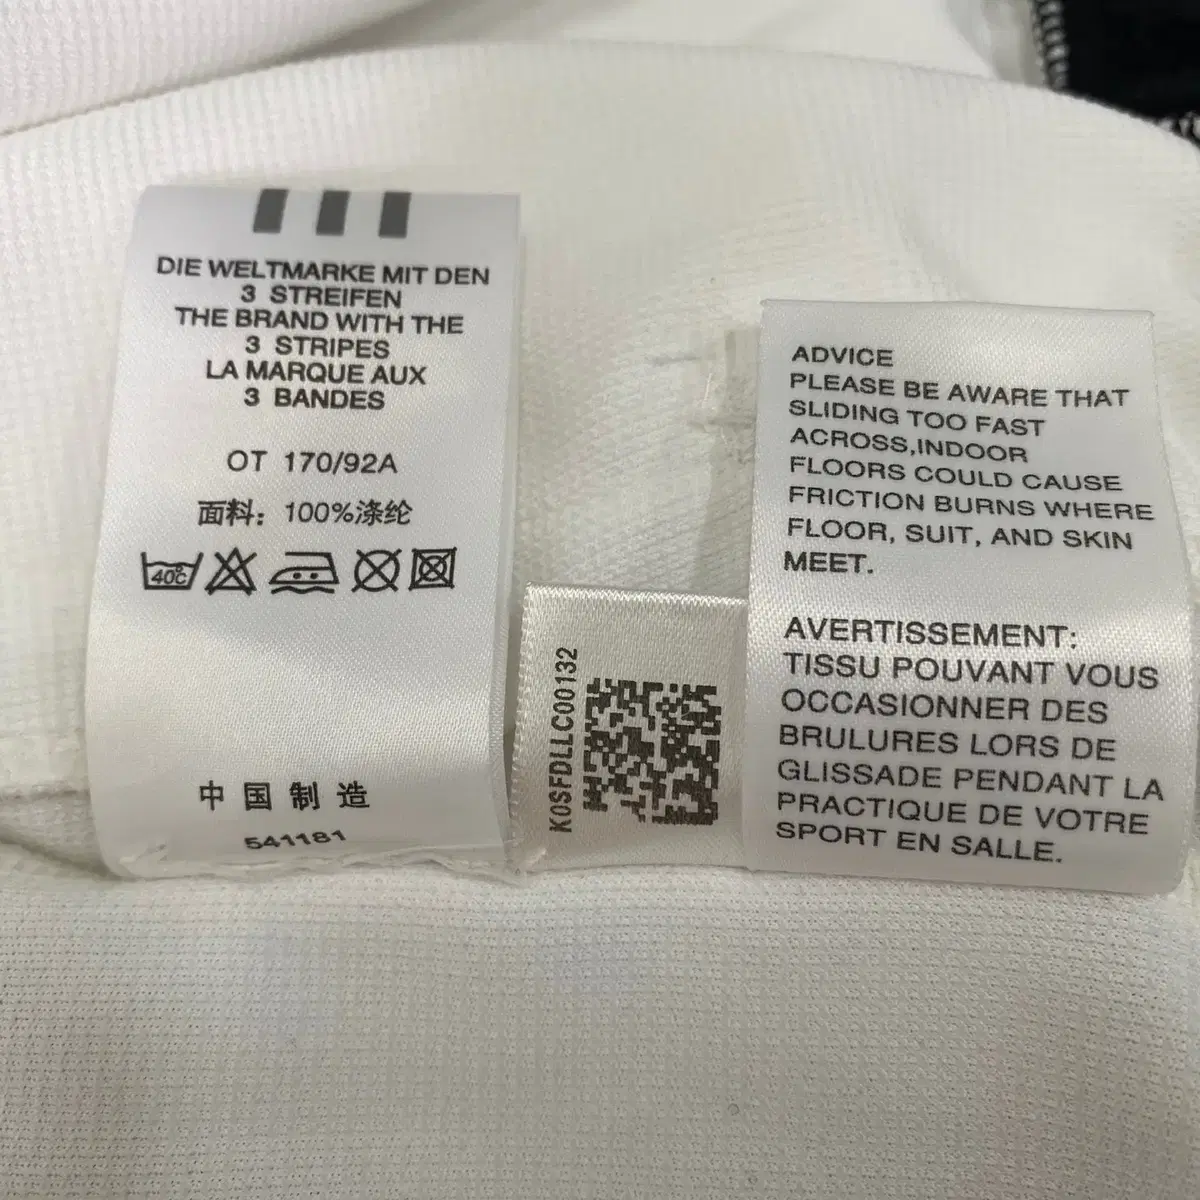 DIE WELTMARKE MIT DEN
3 STREIFEN
THE BRAND WITH THE
3 STRIPES
LA MARQUE AUX
3 BANDES
OT 170/92A
面料：100%涤纶
40°C
中国制造
541181
K0SFDLLC00132
ADVICE
PLEASE BE AWARE THAT
SLIDING TOO FAST
ACROSS,INDOOR
FLOORS COULD CAUSE
FRICTION BURNS WHERE
FLOOR, SUIT, AND SKIN
MEET.
AVERTISSEMENT:
TISSU POUVANT VOUS
OCCASIONNER DES
BRULURES LORS DE
GLISSADE PENDANT LA
PRACTIQUE DE VOTRE
SPORT EN SALLE.